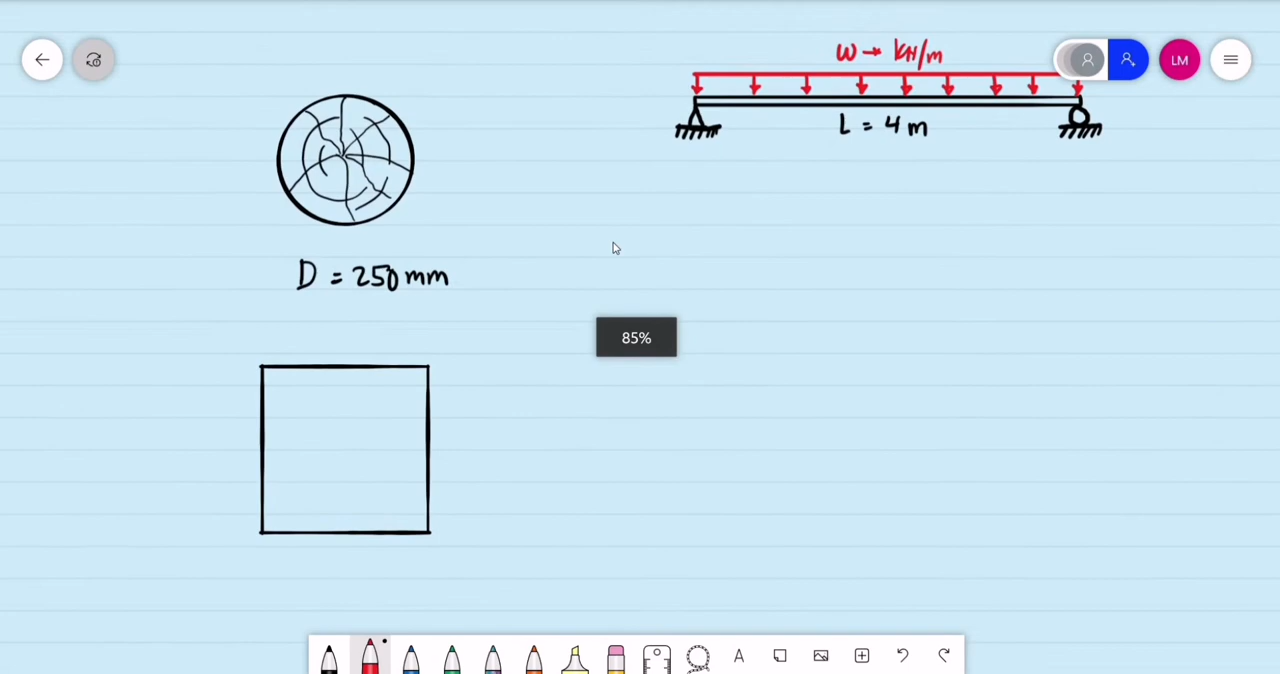 ω → kN/m
LM
L = 4 m
D = 250 mm
85%
A